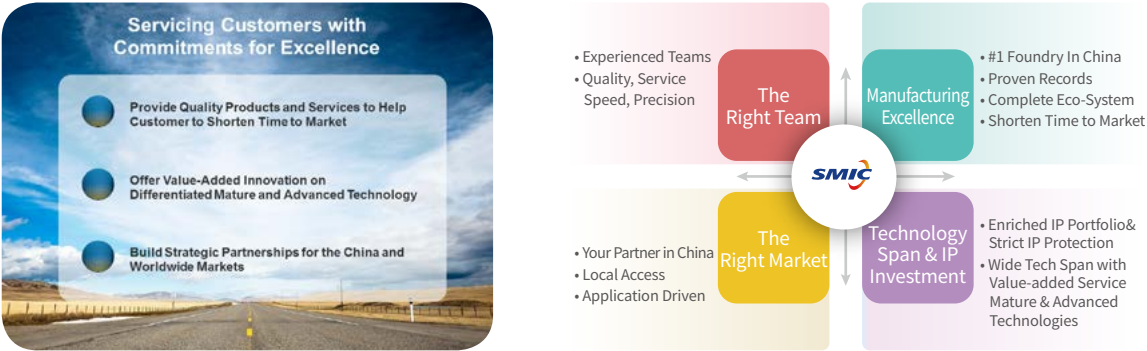 Servicing Customers with
Commitments for Excellence
Provide Quality Products and Services to Help
Customer to Shorten Time to Market
Offer Value-Added Innovation on
Differentiated Mature and Advanced Technology
Build Strategic Partnerships for the China and
Worldwide Markets
• Experienced Teams
• Quality, Service
Speed, Precision
The
Right Team
Manufacturing
Excellence
• #1 Foundry In China
• Proven Records
• Complete Eco-System
• Shorten Time to Market
SMIC
• Your Partner in China
• Local Access
• Application Driven
The
Right Market
Technology
Span & IP
Investment
• Enriched IP Portfolio&
Strict IP Protection
• Wide Tech Span with
Value-added Service
Mature & Advanced
Technologies